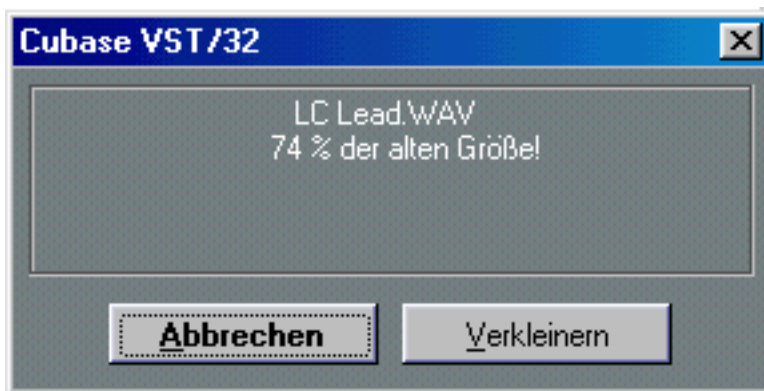 Cubase VST/32
LC Lead.WAV
74 % der alten Größe!
Abbrechen
Verkleinern